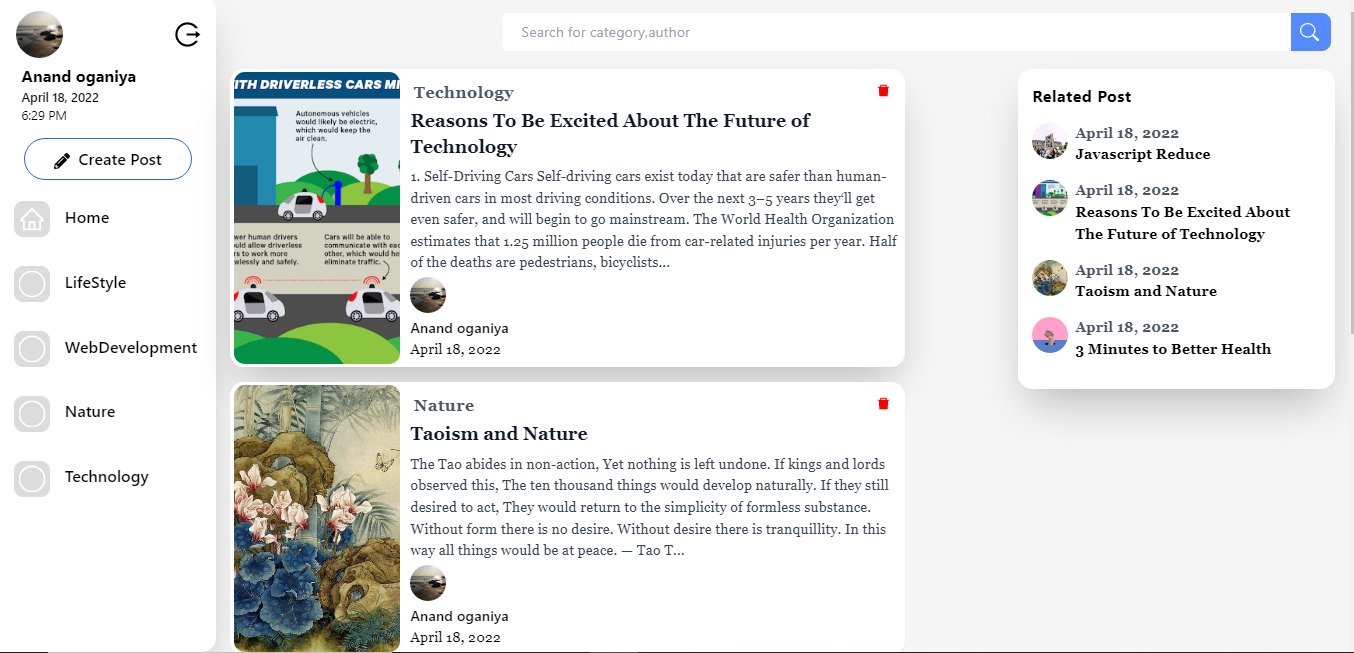 Anand oganiya
April 18, 2022
6:29 PM
Create Post
Home
LifeStyle
WebDevelopment
Nature
Technology
Search for category,author
ITH DRIVERLESS CARS MI
Autonomous vehicles
would likely be electric,
which would keep the
air clean.
wer human drivers
ould allow driverless
rs to work more
wlessly and safely.
Cars will be able to
communicate with eac
other, which would he
eliminate traffic.
Technology
Reasons To Be Excited About The Future of
Technology
1. Self-Driving Cars Self-driving cars exist today that are safer than human-
driven cars in most driving conditions. Over the next 3–5 years they'll get
even safer, and will begin to go mainstream. The World Health Organization
estimates that 1.25 million people die from car-related injuries per year. Half
of the deaths are pedestrians, bicyclists...
Anand oganiya
April 18, 2022
Nature
Taoism and Nature
The Tao abides in non-action, Yet nothing is left undone. If kings and lords
observed this, The ten thousand things would develop naturally. If they still
desired to act, They would return to the simplicity of formless substance.
Without form there is no desire. Without desire there is tranquillity. In this
way all things would be at peace. — Tao T...
Anand oganiya
April 18, 2022
Related Post
April 18, 2022
Javascript Reduce
April 18, 2022
Reasons To Be Excited About
The Future of Technology
April 18, 2022
Taoism and Nature
April 18, 2022
3 Minutes to Better Health